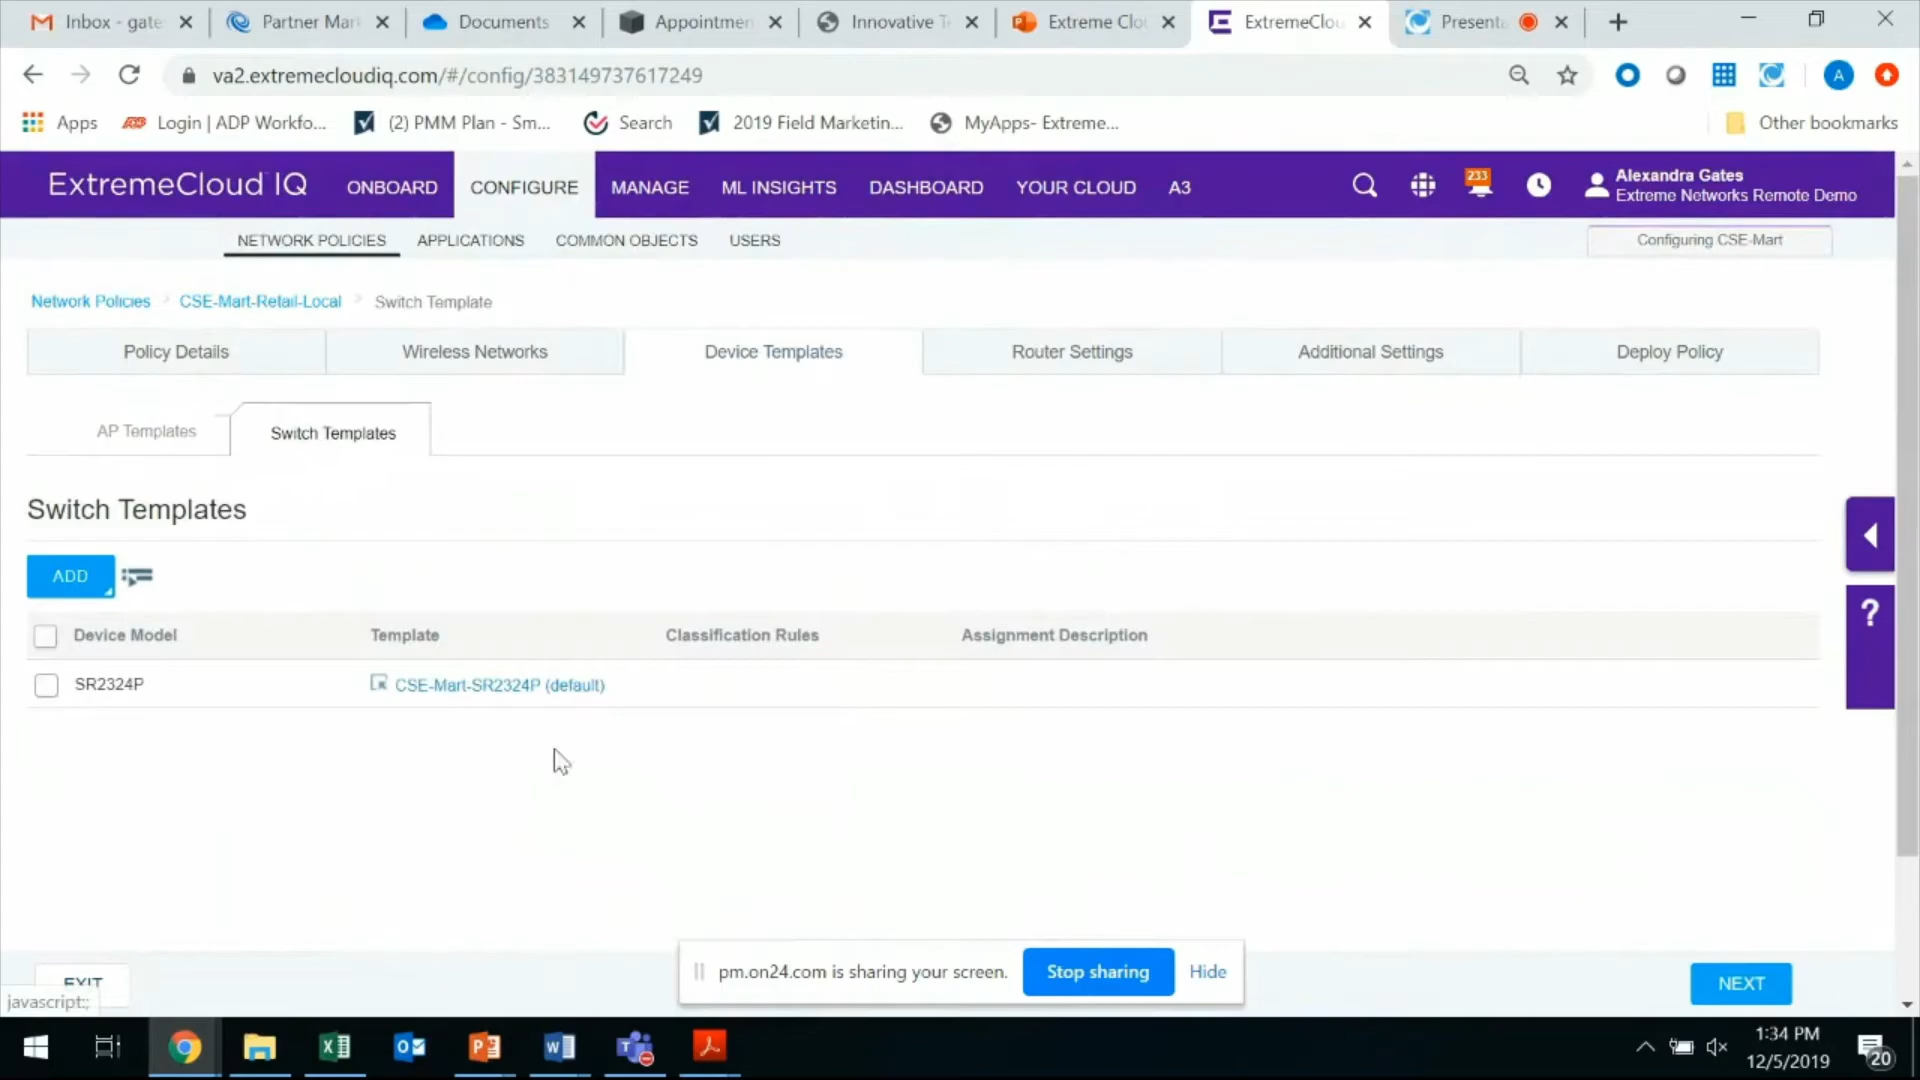 Inbox - gate
Partner Mar
Documents
Appointmen
Innovative T
Extreme Clo
ExtremeClou
Presenta
va2.extremecloudiq.com/#/config/383149737617249
A
Apps
Login | ADP Workfo...
(2) PMM Plan - Sm...
Search
2019 Field Marketin...
MyApps- Extreme...
Other bookmarks
ExtremeCloud IQ
ONBOARD
CONFIGURE
MANAGE
ML INSIGHTS
DASHBOARD
YOUR CLOUD
A3
233
Alexandra Gates
Extreme Networks Remote Demo
NETWORK POLICIES
APPLICATIONS
COMMON OBJECTS
USERS
Configuring CSE-Mart
Network Policies > CSE-Mart-Retail-Local > Switch Template
Policy Details
Wireless Networks
Device Templates
Router Settings
Additional Settings
Deploy Policy
AP Templates
Switch Templates
Switch Templates
ADD
?
Device Model
Template
Classification Rules
Assignment Description
SR2324P
CSE-Mart-SR2324P (default)
EXIT
javascript:;
pm.on24.com is sharing your screen.
Stop sharing
Hide
NEXT
1:34 PM
12/5/2019
20